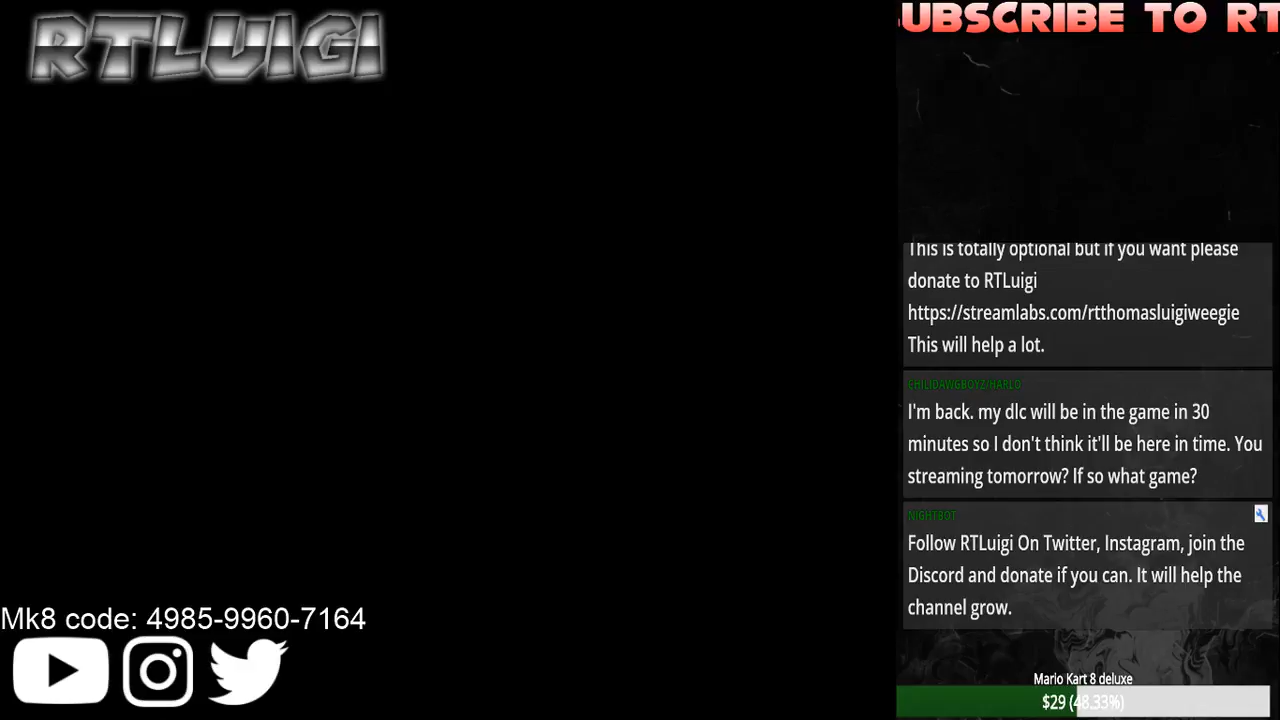 RTLUIGI
UBSCRIBE TO RT
This is totally optional but if you want please
donate to RTLuigi
https://streamlabs.com/rtthomasluigiweegie
This will help a lot.
EHILIDAWGBOYZ/HARLO
I'm back. my dlc will be in the game in 30
minutes so I don't think it'll be here in time. You
streaming tomorrow? If so what game?
NIGHTBOT
Follow RTLuigi On Twitter, Instagram, join the
Discord and donate if you can. It will help the
channel grow.
Mk8 code: 4985-9960-7164
Mario Kart 8 deluxe
$29 (48.33%)